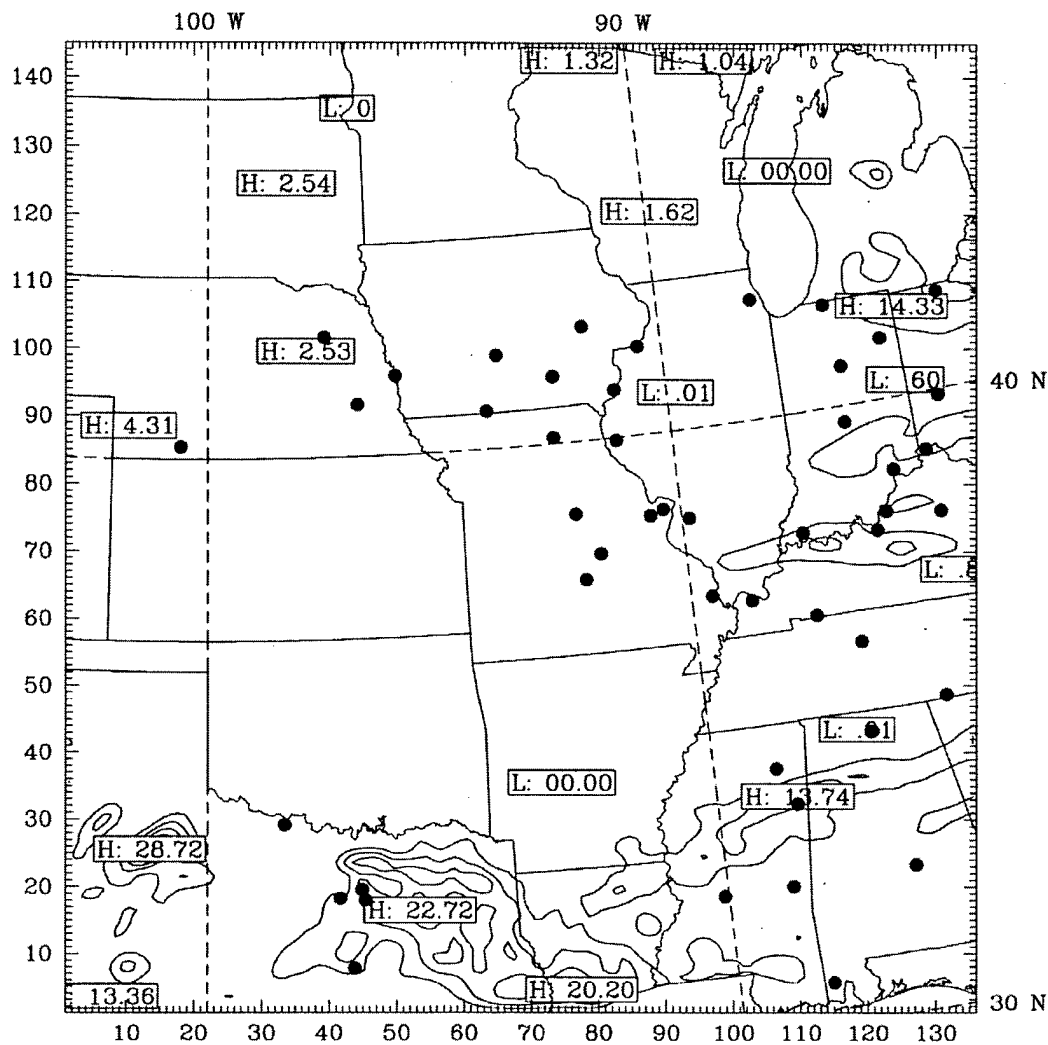 100 W 90 W
140 H: 1.32 H: 1.04
L: 0
130
L: 00.00
H: 2.54
120 H: 1.62
110
H: 14.33
100 H: 2.53
L: .60 40 N
L: .01
90
H: 4.31
80
70
L: .8
60
50
L: .01
40
L: 00.00
H: 13.74
30
H: 28.72
20
H: 22.72
10
13.36 H: 20.20 30 N
10 20 30 40 50 60 70 80 90 100 110 120 130